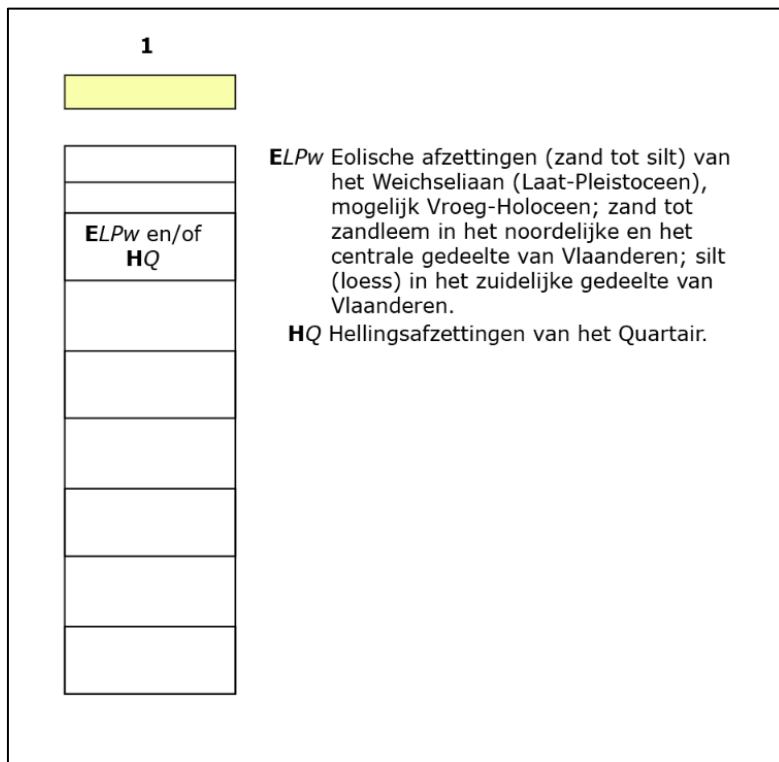 1
ELPw en/of
HQ
ELPw Eolische afzettingen (zand tot silt) van
het Weichseliaan (Laat-Pleistoceen),
mogelijk Vroeg-Holoceen; zand tot
zandleem in het noordelijke en het
centrale gedeelte van Vlaanderen; silt
(loess) in het zuidelijke gedeelte van
Vlaanderen.
HQ Hellingsafzettingen van het Quartair.